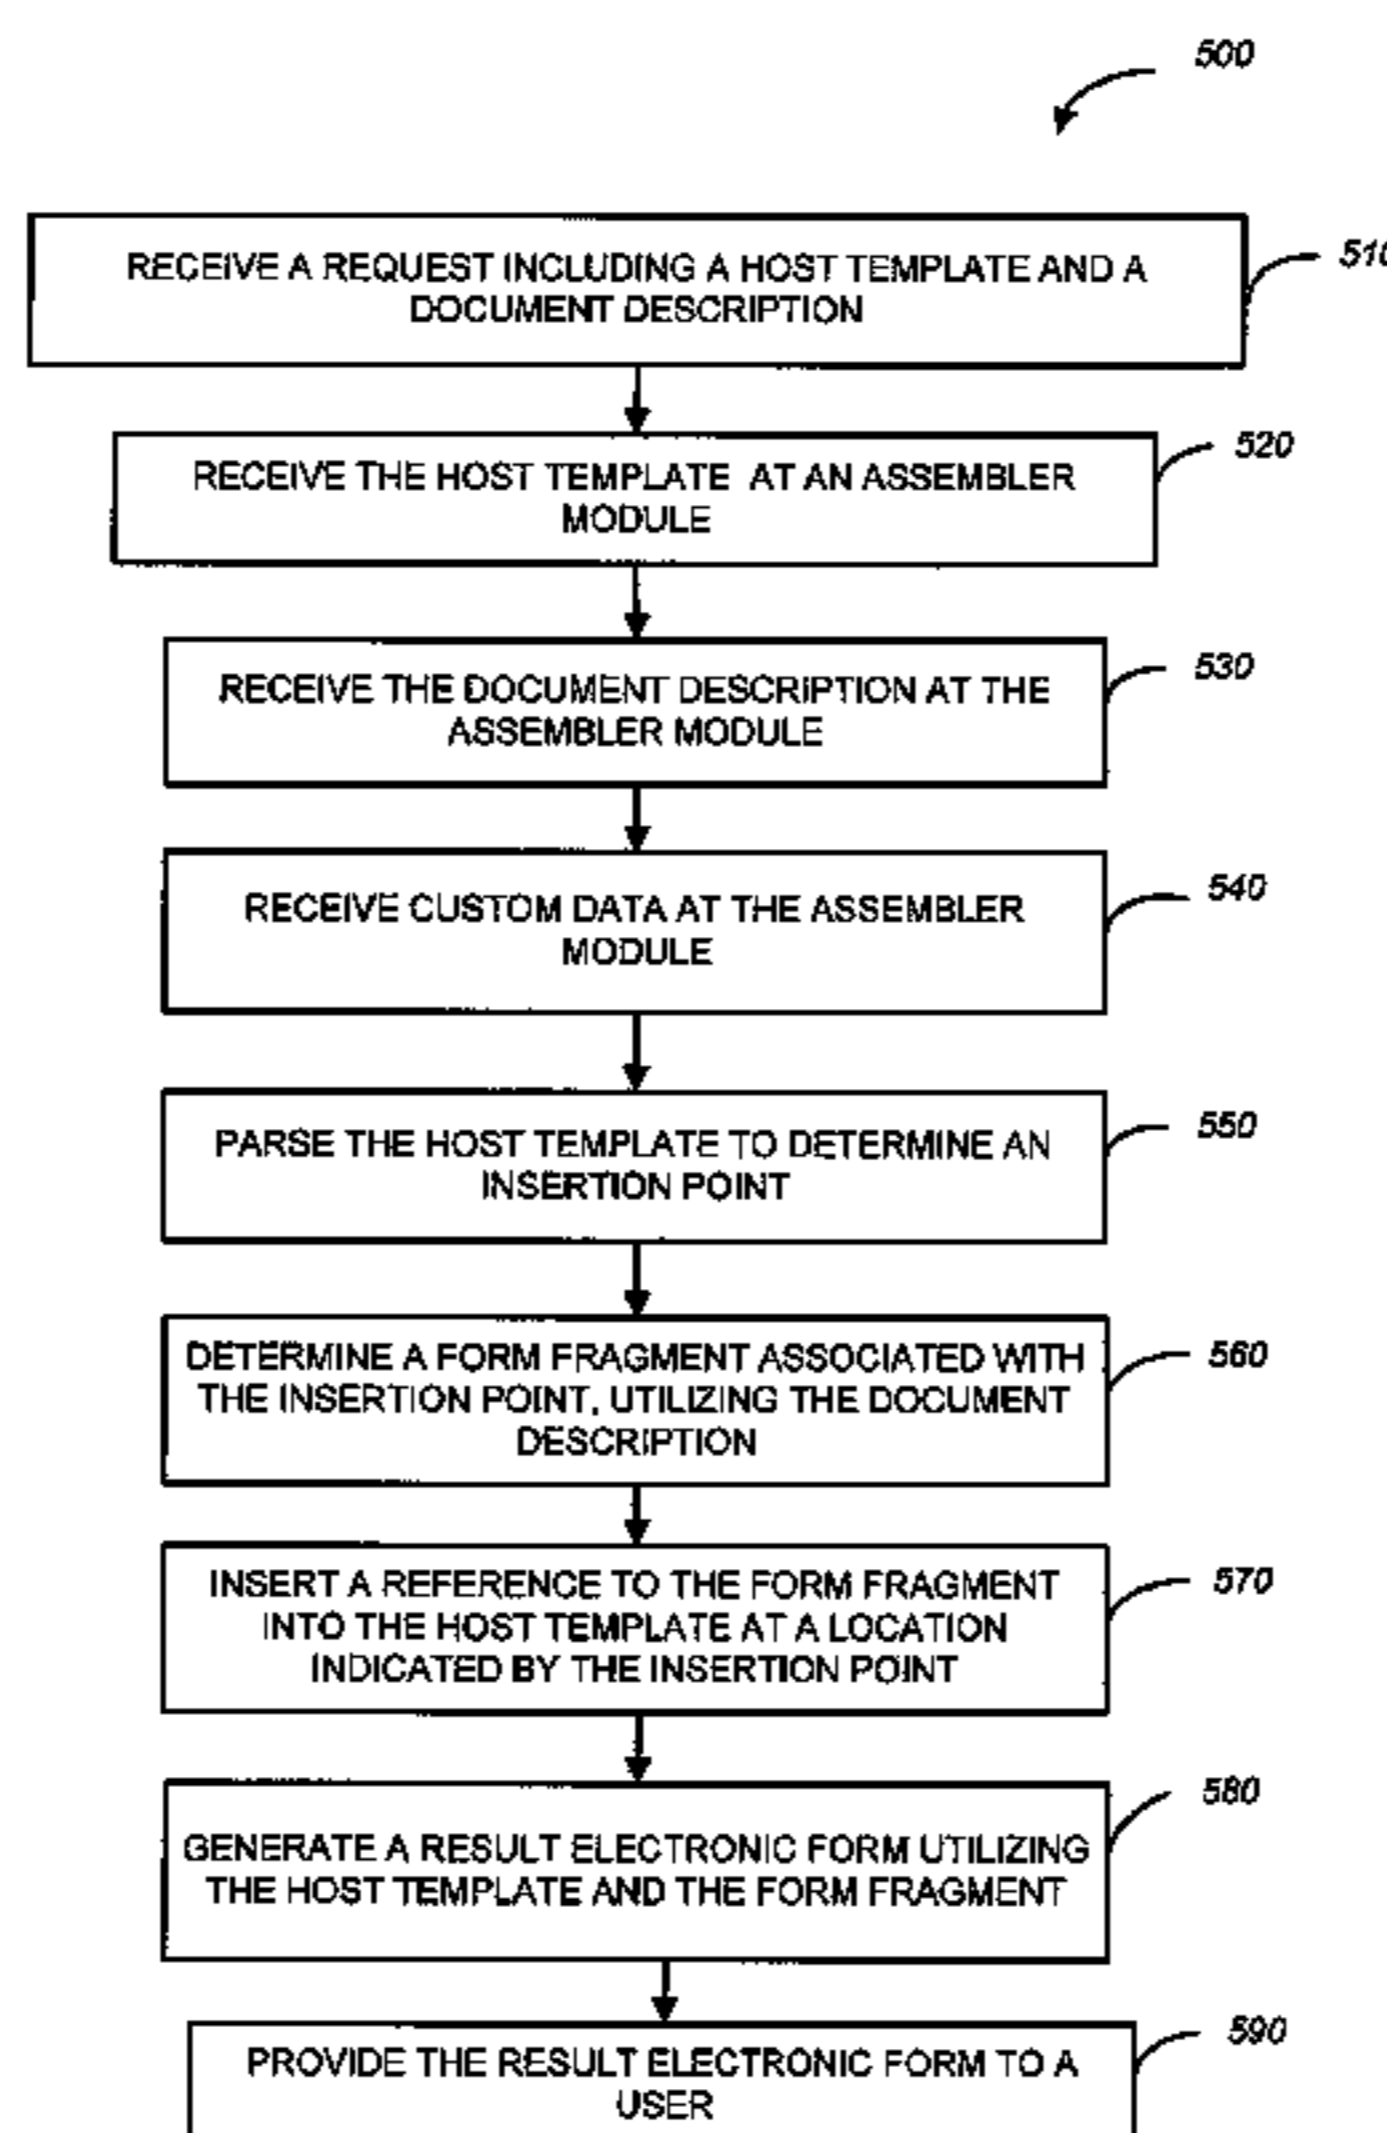 500
RECEIVE A REQUEST INCLUDING A HOST TEMPLATE AND A
DOCUMENT DESCRIPTION
510
RECEIVE THE HOST TEMPLATE AT AN ASSEMBLER
MODULE
520
RECEIVE THE DOCUMENT DESCRIPTION AT THE
ASSEMBLER MODULE
530
RECEIVE CUSTOM DATA AT THE ASSEMBLER
MODULE
540
PARSE THE HOST TEMPLATE TO DETERMINE AN
INSERTION POINT
550
DETERMINE A FORM FRAGMENT ASSOCIATED WITH
THE INSERTION POINT, UTILIZING THE DOCUMENT
DESCRIPTION
560
INSERT A REFERENCE TO THE FORM FRAGMENT
INTO THE HOST TEMPLATE AT A LOCATION
INDICATED BY THE INSERTION POINT
570
GENERATE A RESULT ELECTRONIC FORM UTILIZING
THE HOST TEMPLATE AND THE FORM FRAGMENT
580
PROVIDE THE RESULT ELECTRONIC FORM TO A
USER
590